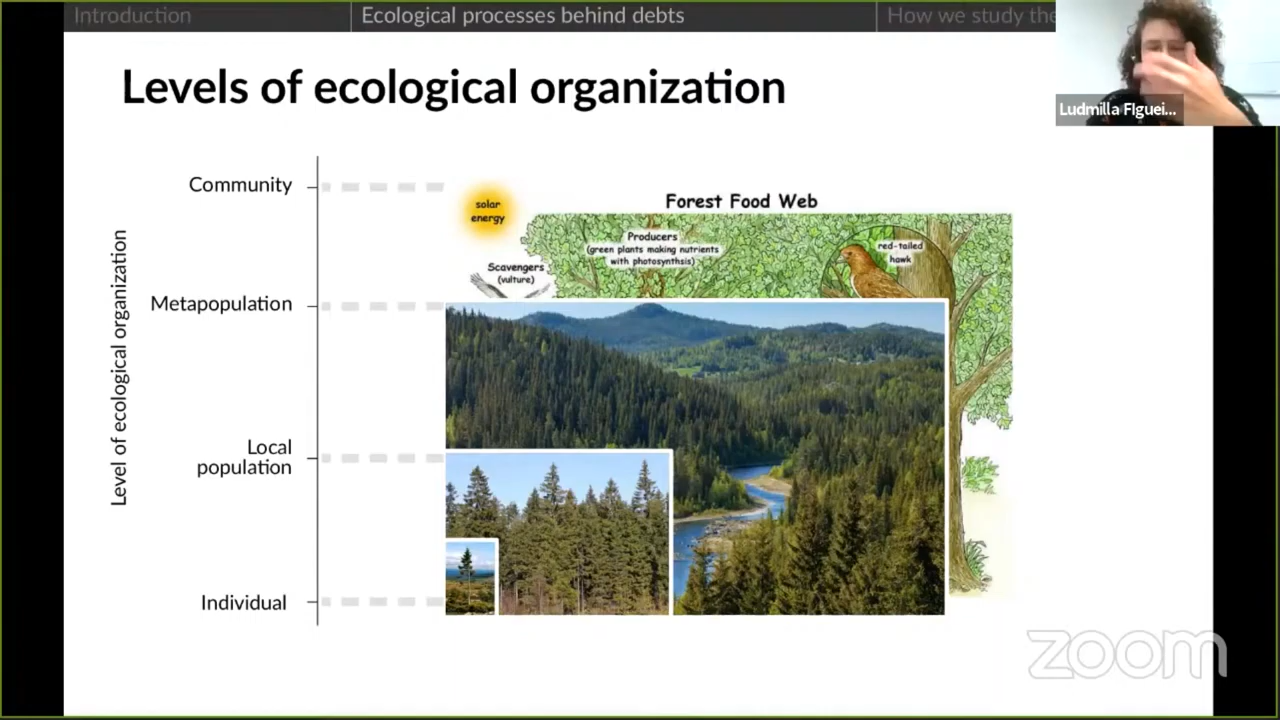 Introduction
Ecological processes behind debts
How we study the
Ludmilla FIguei...
Levels of ecological organization
Level of ecological organization
Community
Metapopulation
Local
population
Individual
solar
energy
Forest Food Web
Producers
(green plants making nutrients
with photosynthsis)
red-tailed
hawk
Scavengers
(vulture)
zoom